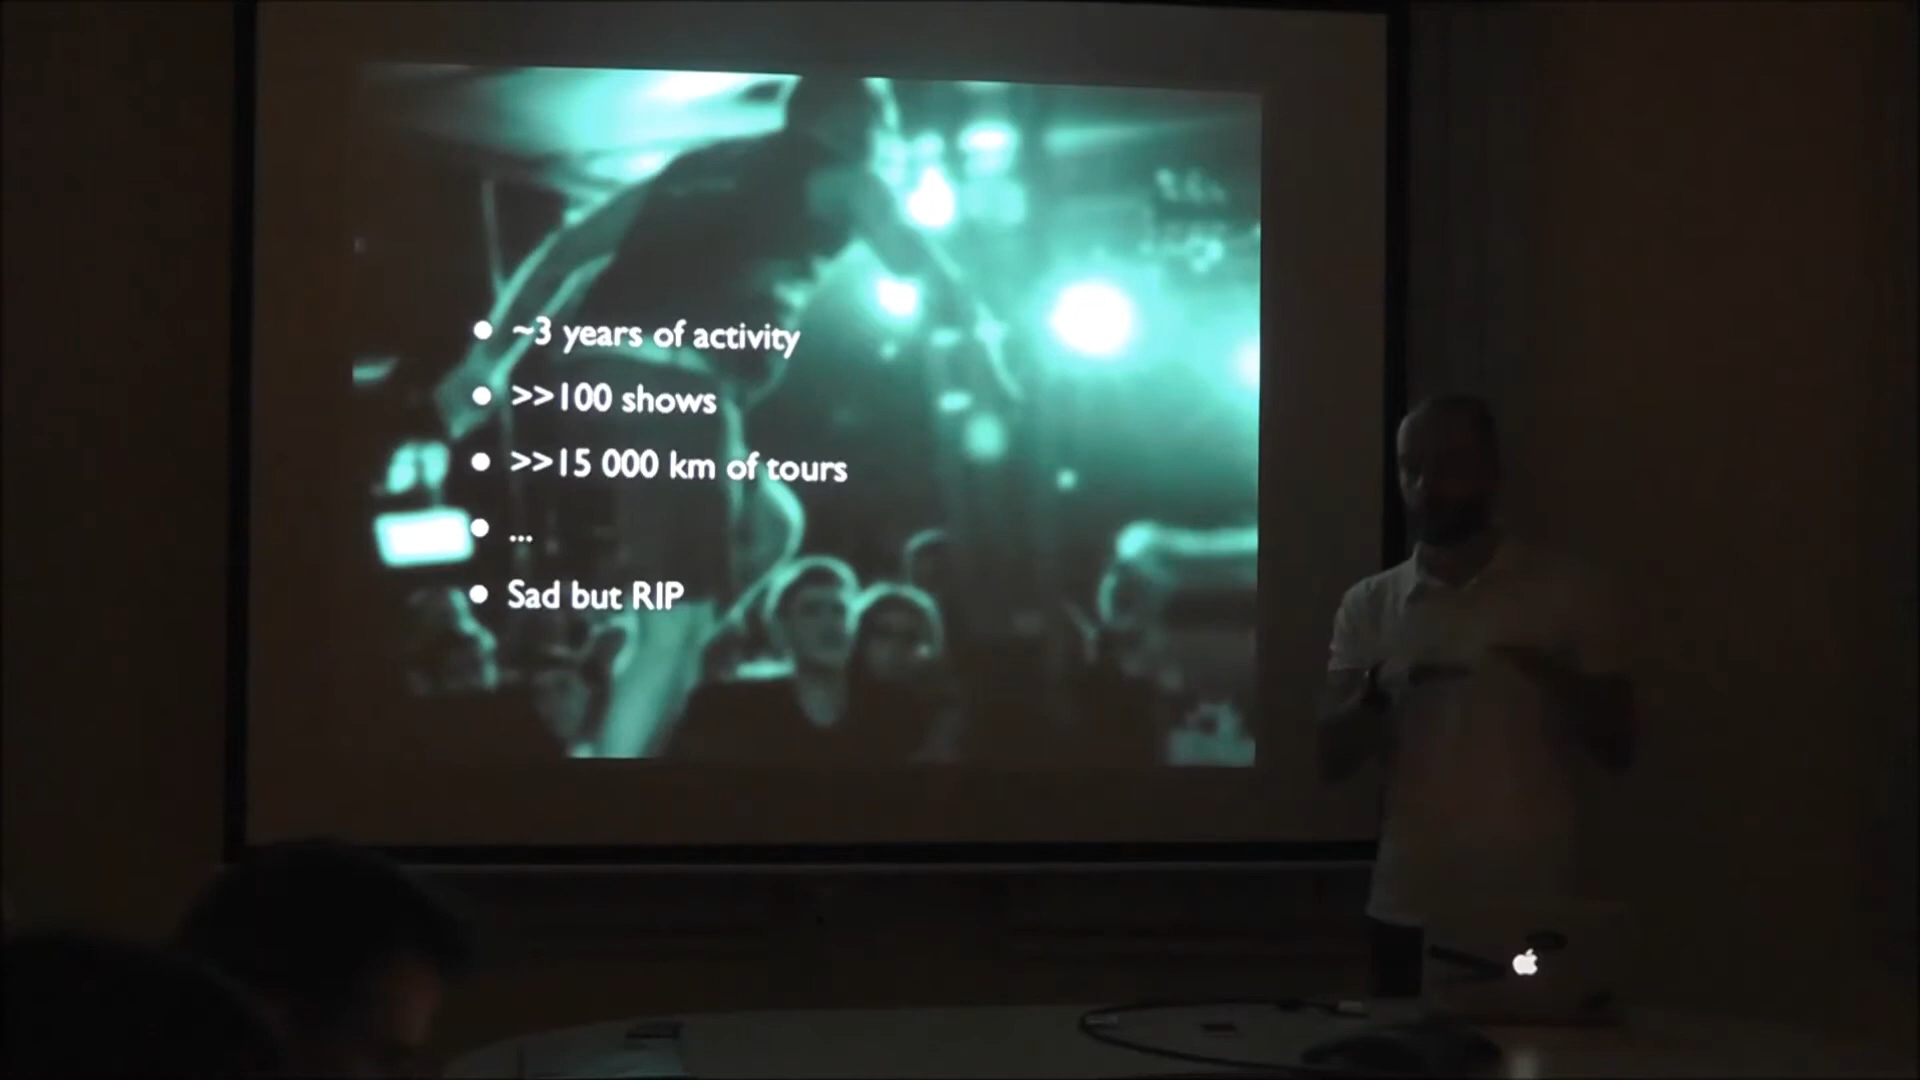 ~3 years of activity
>>100 shows
>>15 000 km of tours
...
Sad but RIP